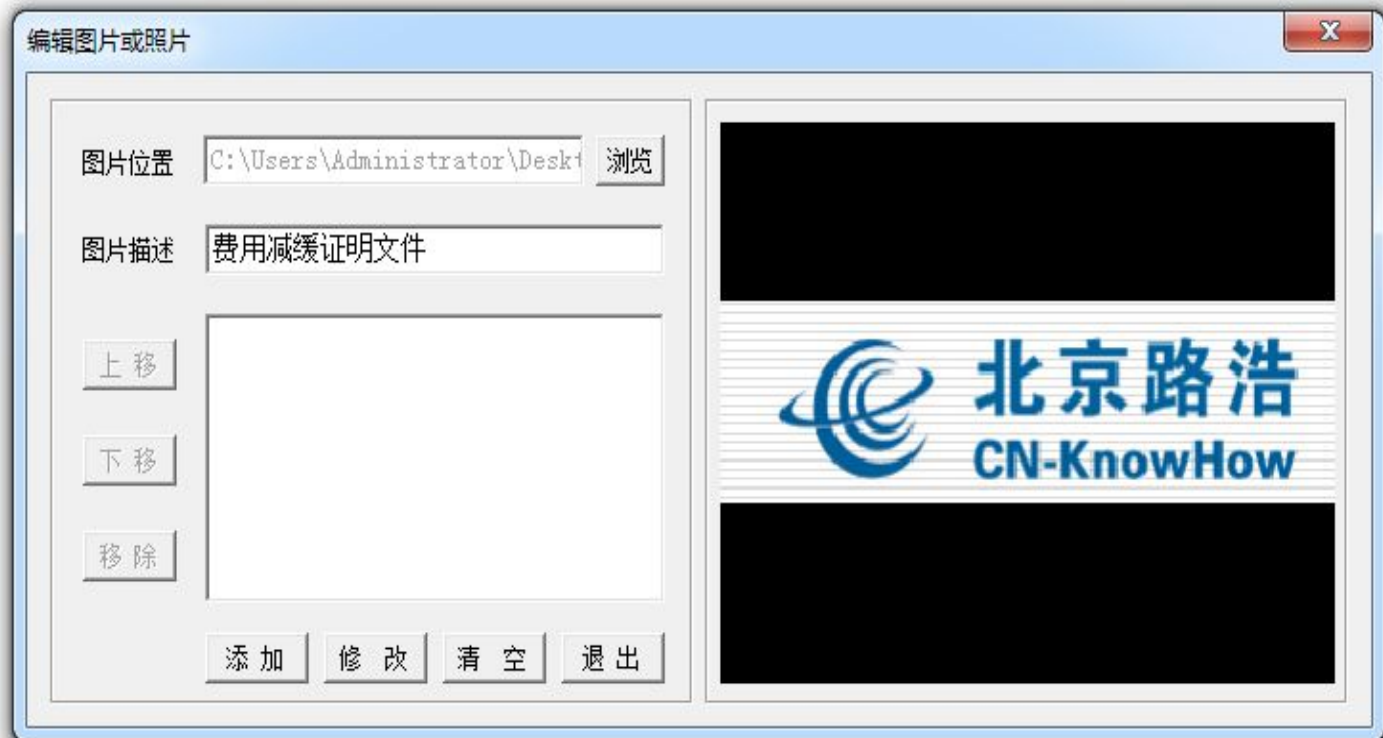 编辑图片或照片
图片位置 C:\Users\Administrator\Deskt 浏览
图片描述 费用减缓证明文件
上移
下移
移除
添加 修改 清空 退出
北京路浩
CN-KnowHow